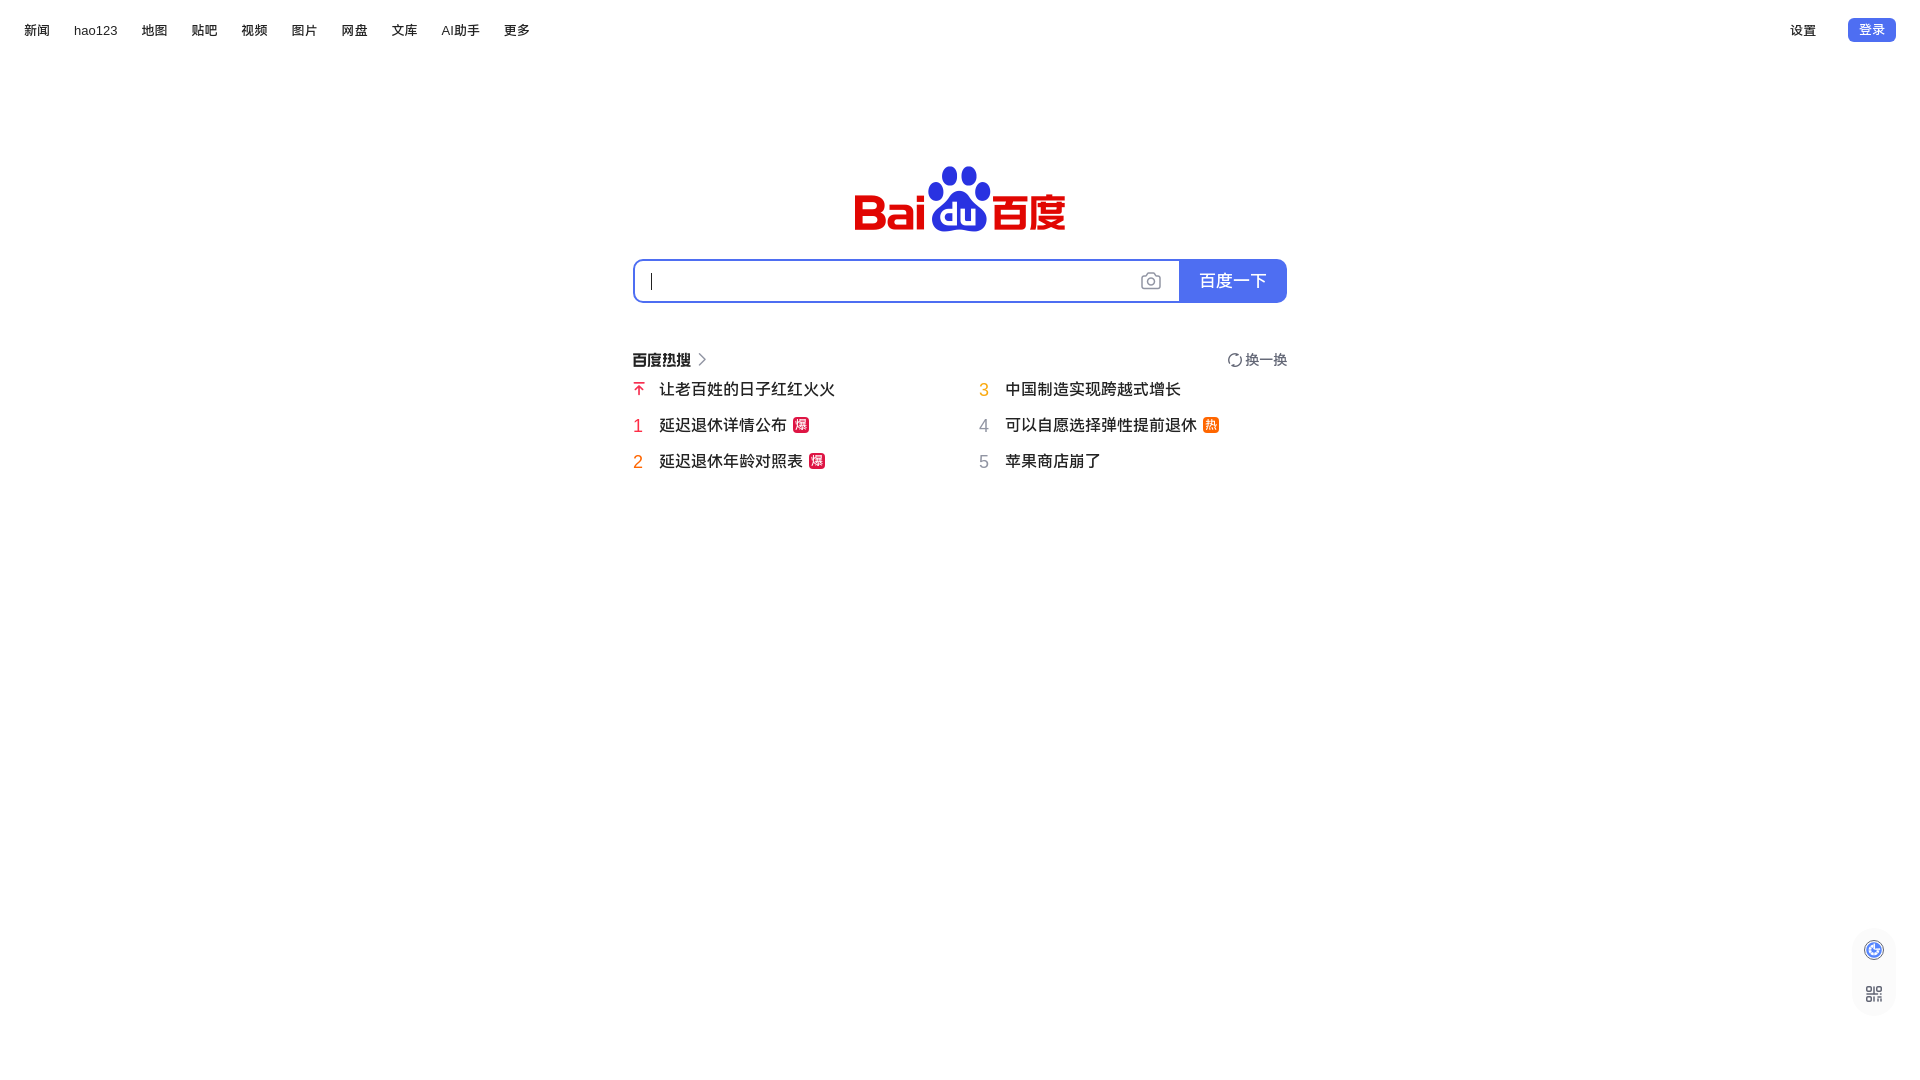 新闻 hao123 地图 贴吧 视频 图片 网盘 文库 AI助手 更多 设置 登录
Baidu百度
百度一下
百度热搜 换一换
让老百姓的日子红红火火
1 延迟退休详情公布 爆
2 延迟退休年龄对照表 爆
3 中国制造实现跨越式增长
4 可以自愿选择弹性提前退休 热
5 苹果商店崩了